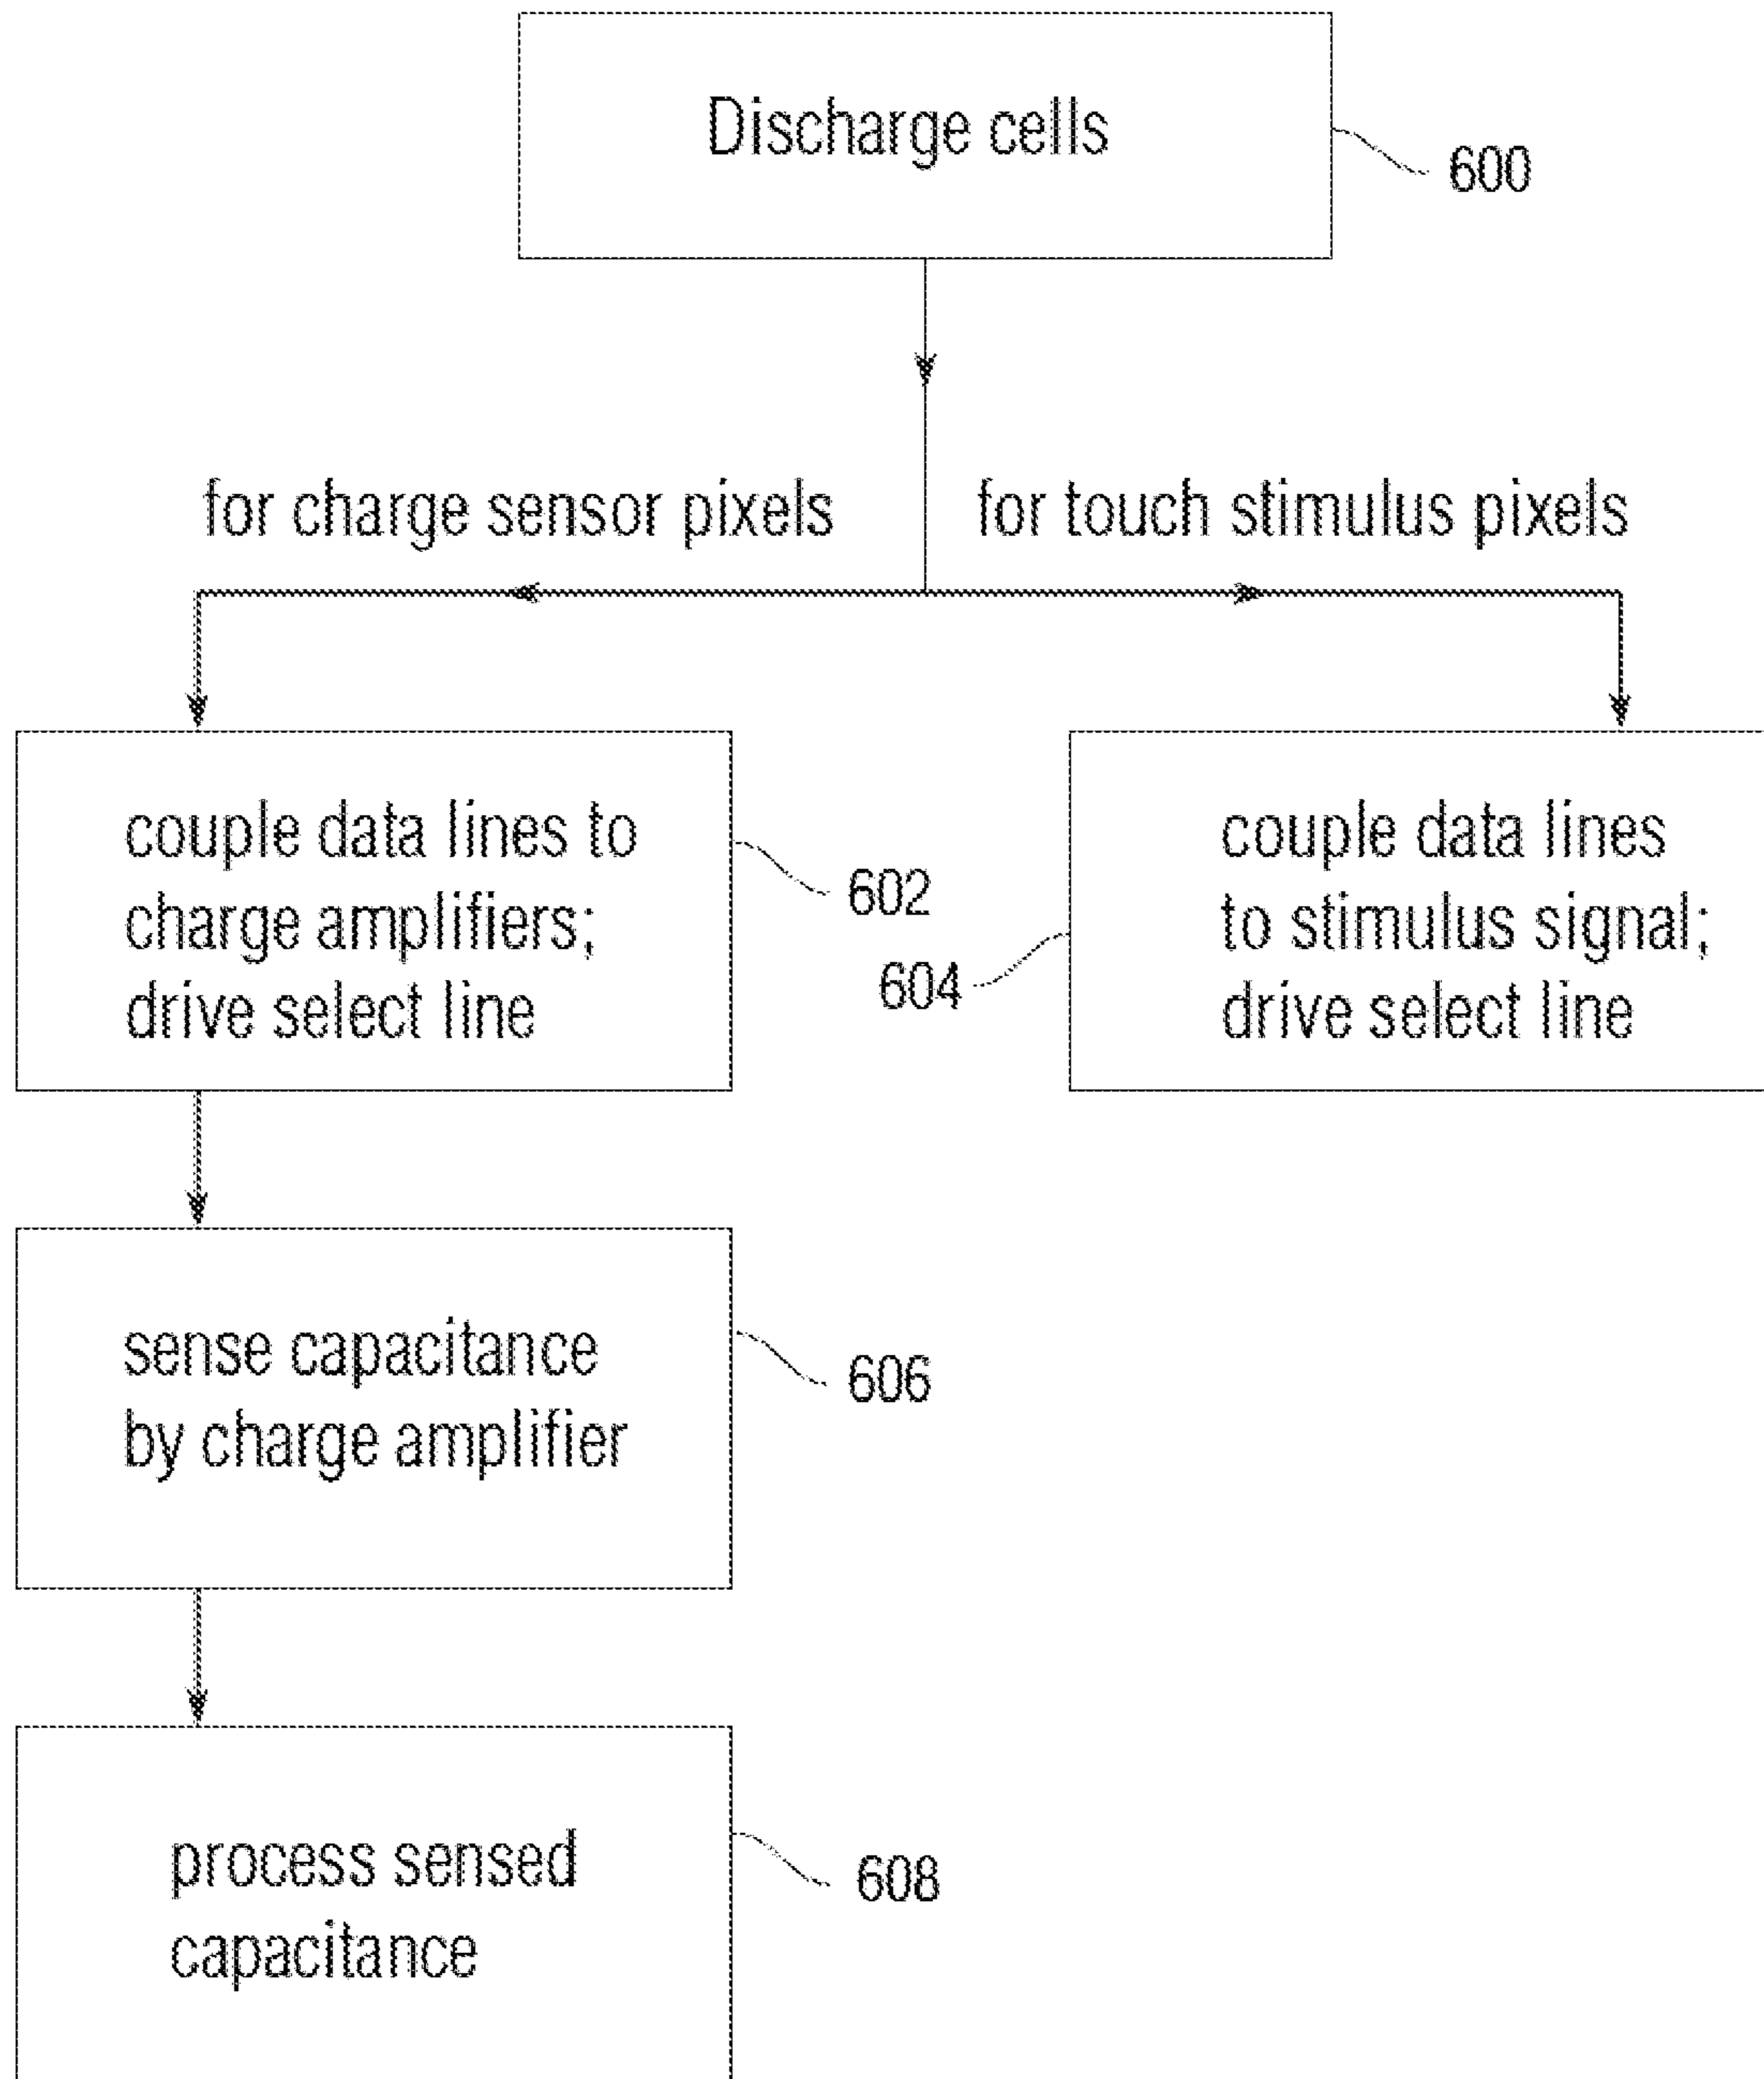 Discharge cells
600
for charge sensor pixels
for touch stimulus pixels
couple data lines to
charge amplifiers;
drive select line
602
couple data lines
to stimulus signal;
drive select line
604
sense capacitance
by charge amplifier
606
process sensed
capacitance
608